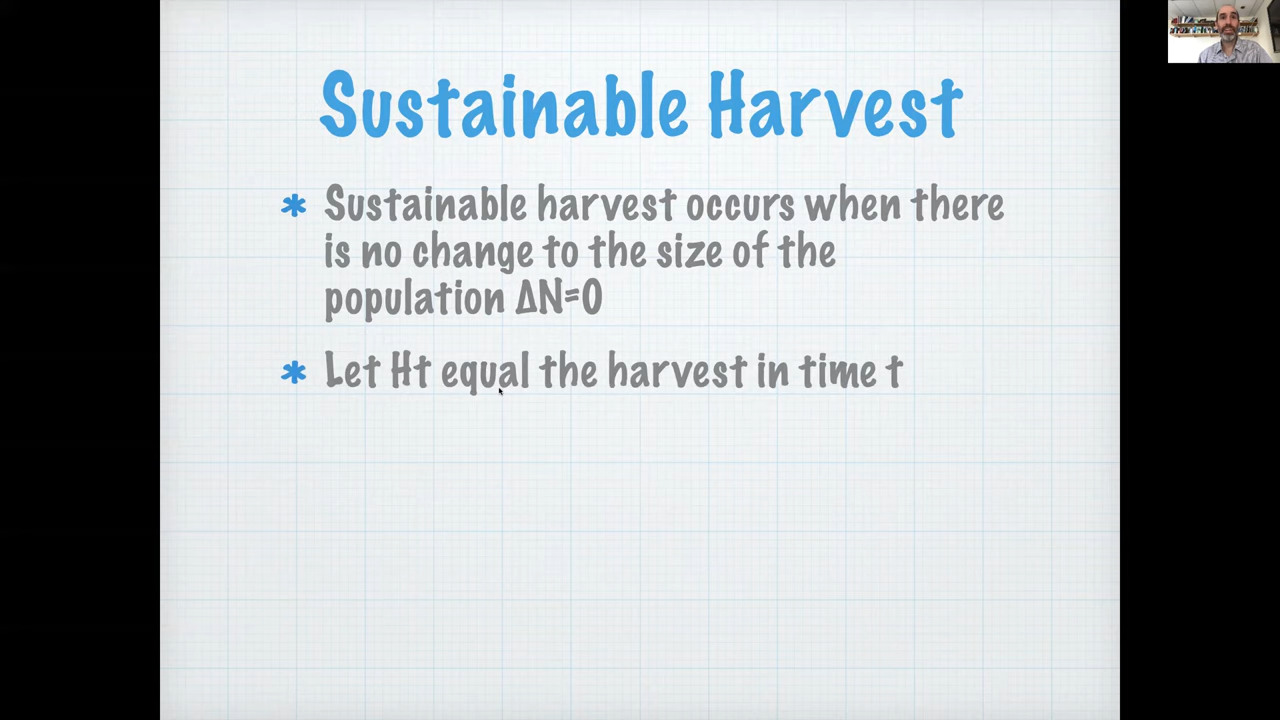 Sustainable Harvest
* Sustainable harvest occurs when there
is no change to the size of the
population ΔN=0
* Let Ht equal the harvest in time t